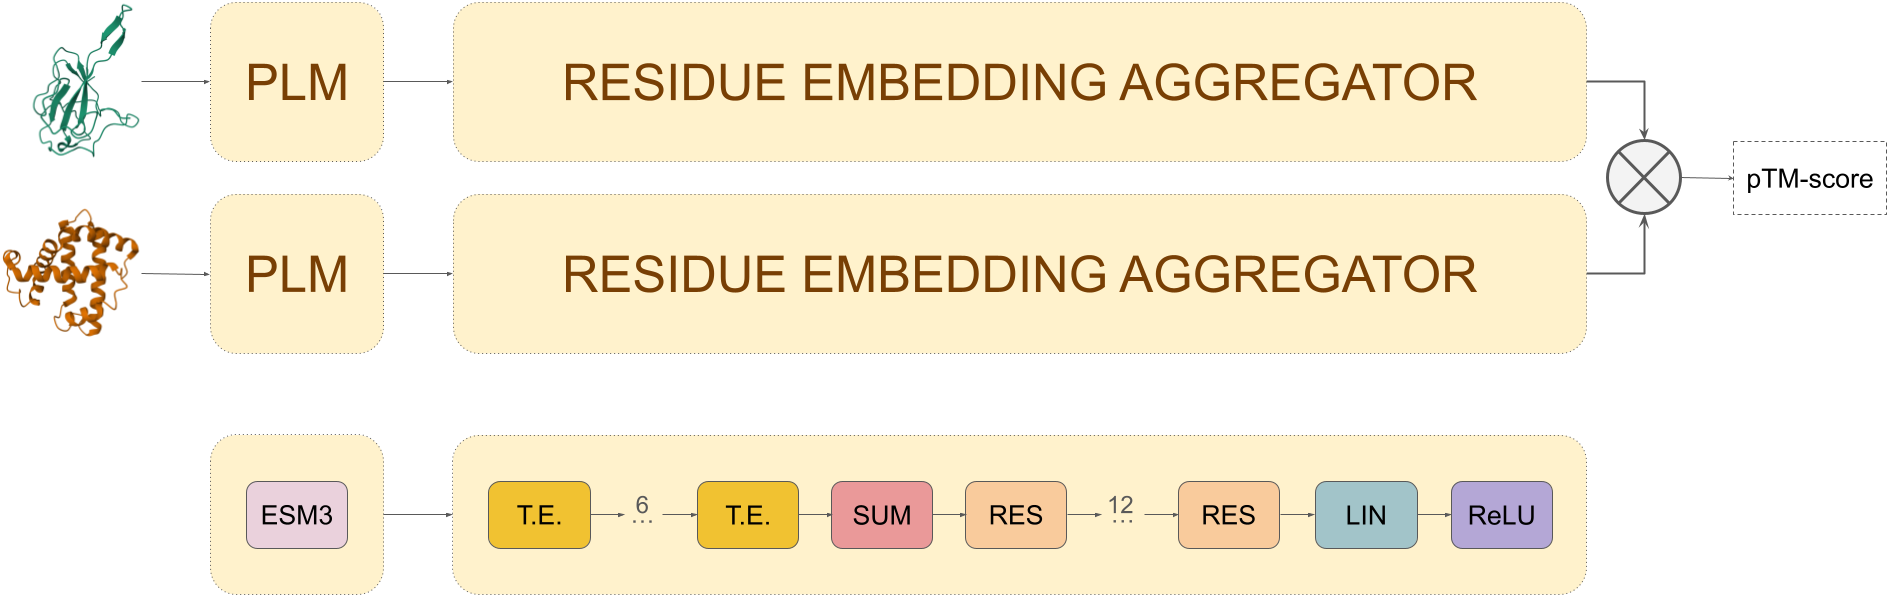 PLM
RESIDUE EMBEDDING AGGREGATOR
pTM-score
PLM
RESIDUE EMBEDDING AGGREGATOR
ESM3
T.E.
6
...
T.E.
SUM
RES
12
...
RES
LIN
ReLU